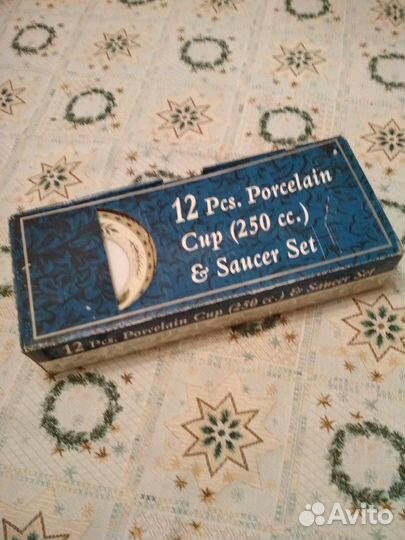 12 Pcs. Porcelain
Cup (250 cc.)
& Saucer Set
12 Pcs. Porcelain Cup (250 cc.) & Saucer Set
Avito